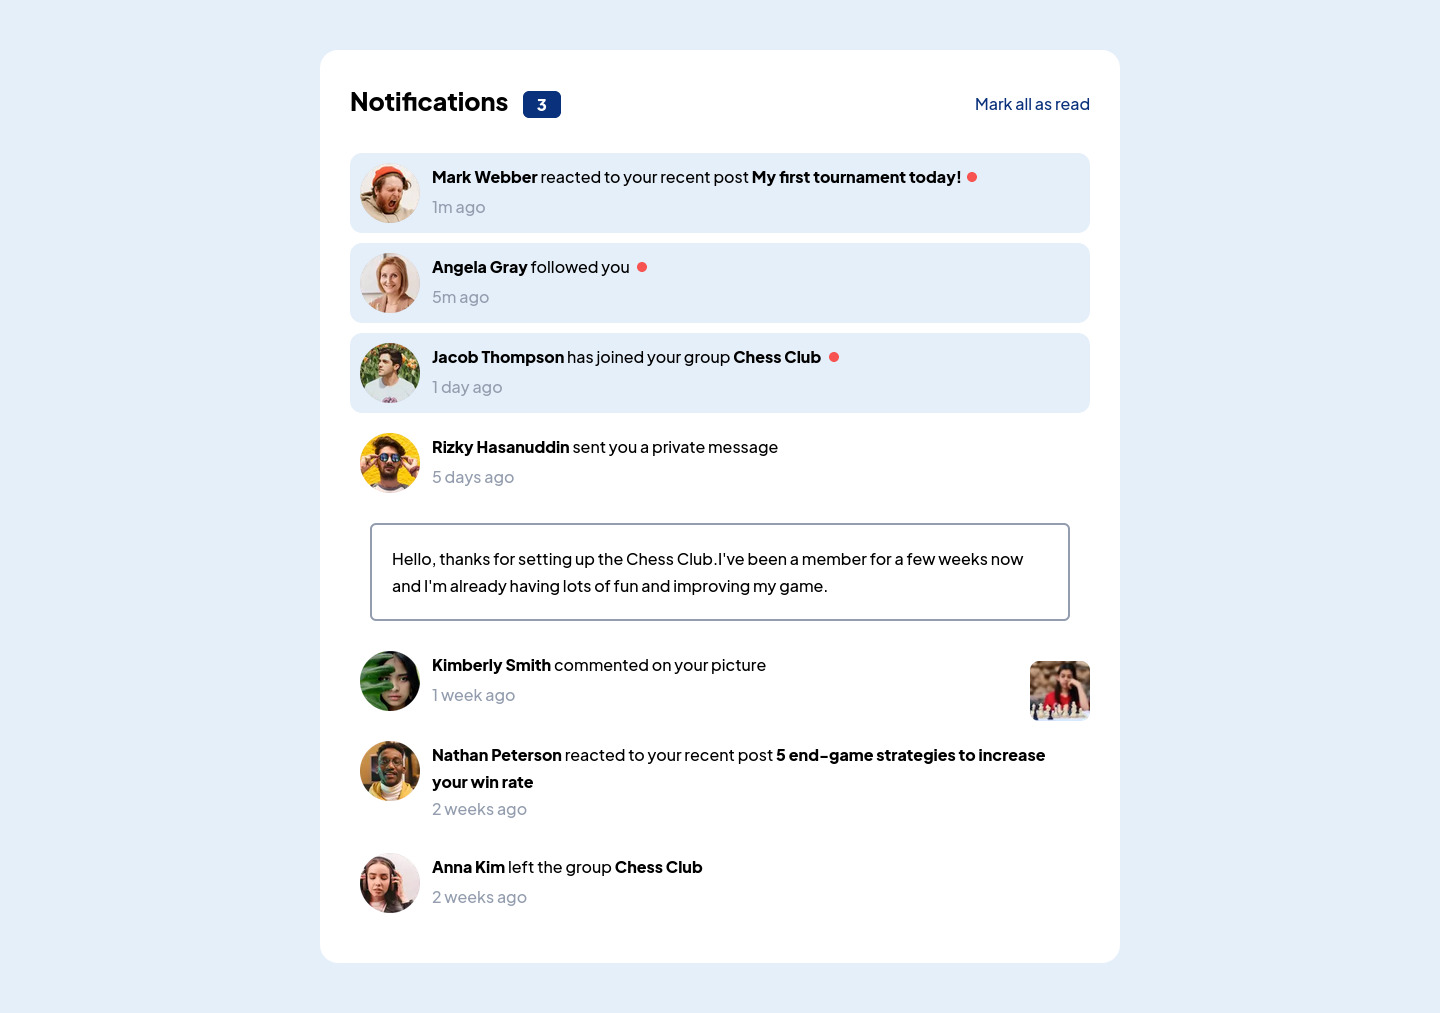 Notifications 3
Mark all as read
Mark Webber reacted to your recent post My first tournament today!
1m ago
Angela Gray followed you
5m ago
Jacob Thompson has joined your group Chess Club
1 day ago
Rizky Hasanuddin sent you a private message
5 days ago
Hello, thanks for setting up the Chess Club.I've been a member for a few weeks now
and I'm already having lots of fun and improving my game.
Kimberly Smith commented on your picture
1 week ago
Nathan Peterson reacted to your recent post 5 end-game strategies to increase
your win rate
2 weeks ago
Anna Kim left the group Chess Club
2 weeks ago